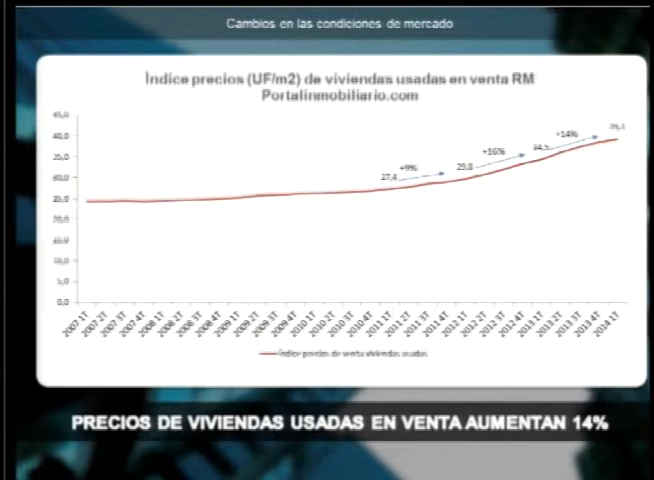 Cambios en las condiciones de mercado
Índice precios (UF/m2) de viviendas usadas en venta RM
Portalinmobiliario.com
45,0
40,0
35,0
30,0
25,0
20,0
15,0
10,0
5,0
0,0
27,4
+9%
29,8
+16%
34,5
+14%
39,3
2007 1T
2007 2T
2007 3T
2007 4T
2008 1T
2008 2T
2008 3T
2008 4T
2009 1T
2009 2T
2009 3T
2009 4T
2010 1T
2010 2T
2010 3T
2010 4T
2011 1T
2011 2T
2011 3T
2011 4T
2012 1T
2012 2T
2012 3T
2012 4T
2013 1T
2013 2T
2013 3T
2013 4T
2014 1T
Índice precios de venta viviendas usadas
PRECIOS DE VIVIENDAS USADAS EN VENTA AUMENTAN 14%